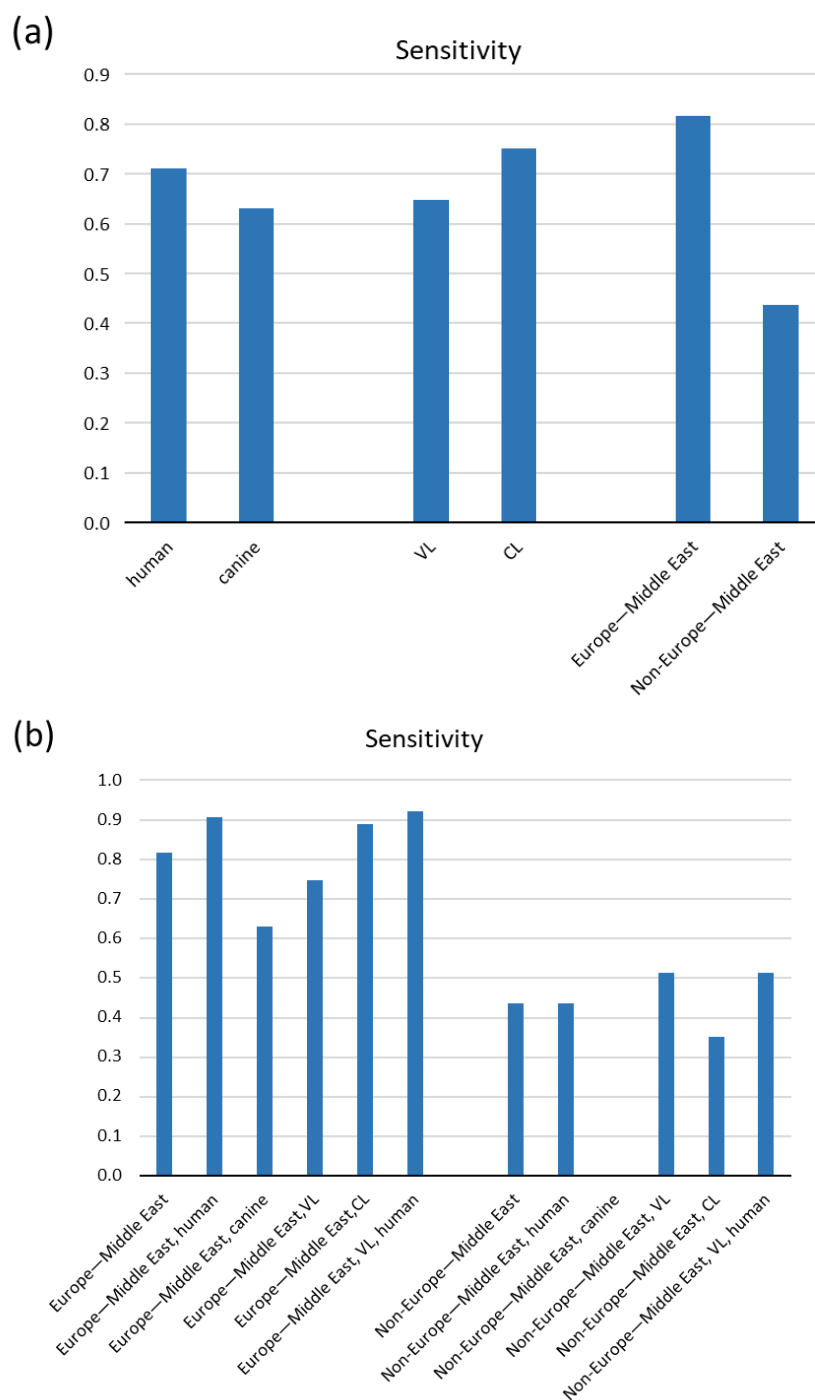 (a)
Sensitivity
0.9
0.8
0.7
0.6
0.5
0.4
0.3
0.2
0.1
0.0
human
canine
VL
CL
Europe—Middle East
Non-Europe—Middle East
(b)
Sensitivity
1.0
0.9
0.8
0.7
0.6
0.5
0.4
0.3
0.2
0.1
0.0
Europe—Middle East
Europe—Middle East, human
Europe—Middle East, canine
Europe—Middle East,VL
Europe—Middle East,CL
Europe—Middle East, VL, human
Non-Europe—Middle East
Non-Europe—Middle East, human
Non-Europe—Middle East, canine
Non-Europe—Middle East, VL
Non-Europe—Middle East, CL
Non-Europe—Middle East, VL, human